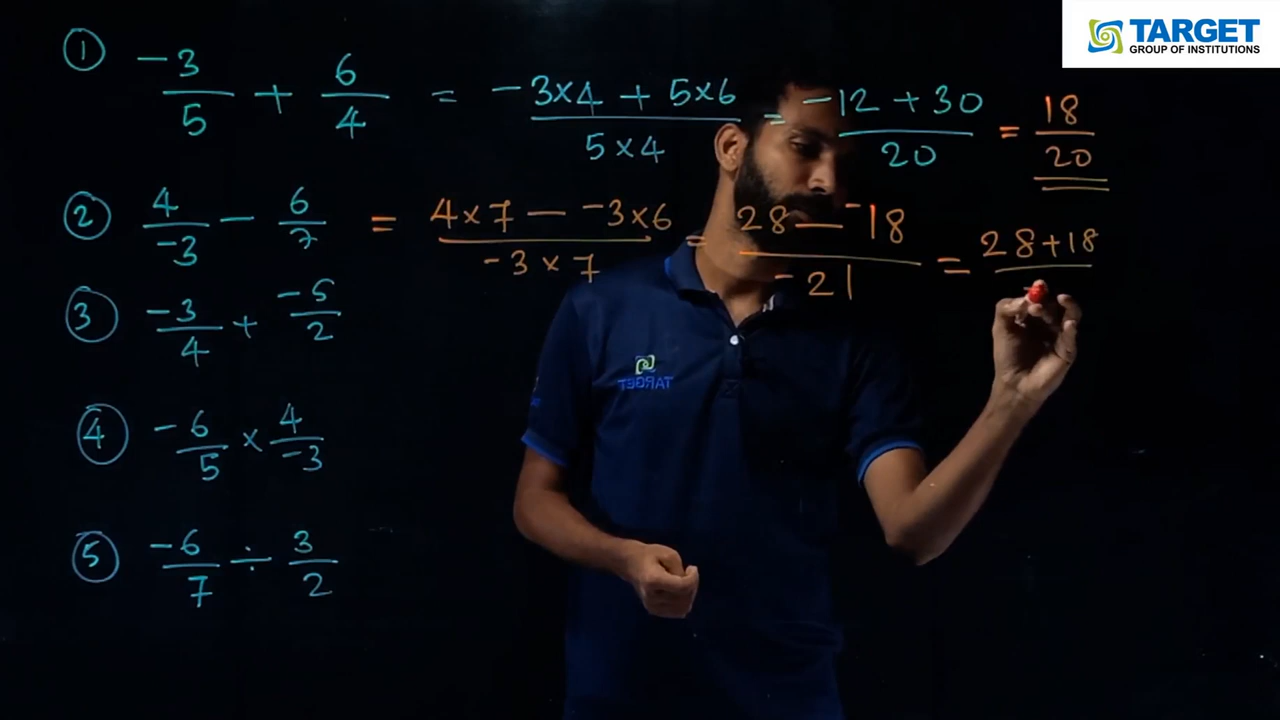 TARGET
GROUP OF INSTITUTIONS
① -3/5 + 6/4 = -3×4 + 5×6 / 5×4 = -12 + 30 / 20 = 18/20
② 4/-3 - 6/7 = 4×7 - -3×6 / -3×7 = 28 - -18 / -21 = 28+18 / -
③ -3/4 + -5/2
TARGET
④ -6/5 × 4/-3
⑤ -6/7 ÷ 3/2